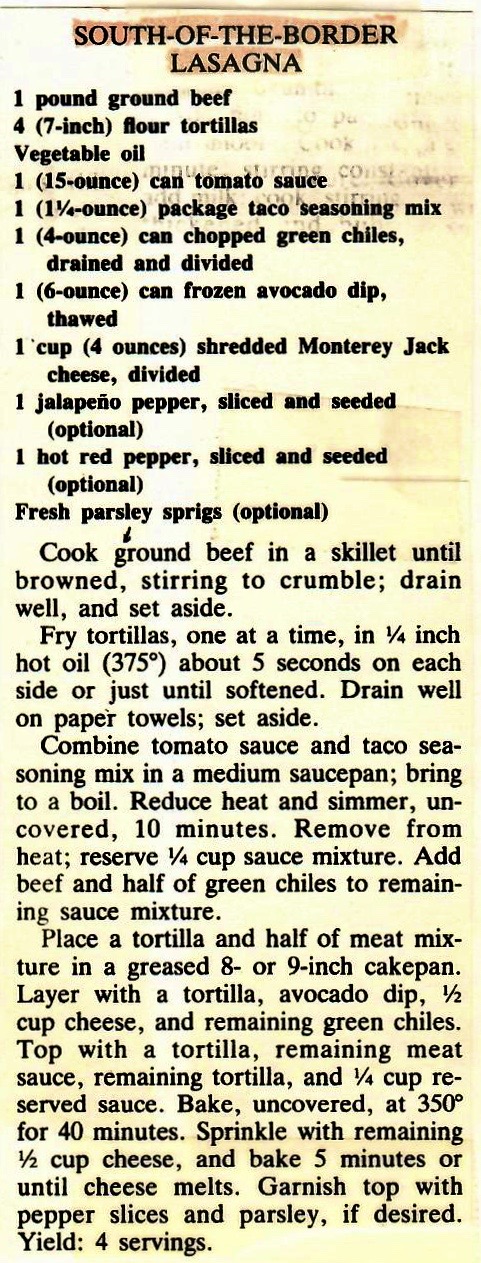 SOUTH-OF-THE-BORDER
LASAGNA
1 pound ground beef
4 (7-inch) flour tortillas
Vegetable oil
1 (15-ounce) can tomato sauce
1 (1¼-ounce) package taco seasoning mix
1 (4-ounce) can chopped green chiles,
drained and divided
1 (6-ounce) can frozen avocado dip,
thawed
1 cup (4 ounces) shredded Monterey Jack
cheese, divided
1 jalapeño pepper, sliced and seeded
(optional)
1 hot red pepper, sliced and seeded
(optional)
Fresh parsley sprigs (optional)
Cook ground beef in a skillet until
browned, stirring to crumble; drain
well, and set aside.
Fry tortillas, one at a time, in ¼ inch
hot oil (375°) about 5 seconds on each
side or just until softened. Drain well
on paper towels; set aside.
Combine tomato sauce and taco sea-
soning mix in a medium saucepan; bring
to a boil. Reduce heat and simmer, un-
covered, 10 minutes. Remove from
heat; reserve ¼ cup sauce mixture. Add
beef and half of green chiles to remain-
ing sauce mixture.
Place a tortilla and half of meat mix-
ture in a greased 8- or 9-inch cakepan.
Layer with a tortilla, avocado dip, ½
cup cheese, and remaining green chiles.
Top with a tortilla, remaining meat
sauce, remaining tortilla, and ¼ cup re-
served sauce. Bake, uncovered, at 350°
for 40 minutes. Sprinkle with remaining
½ cup cheese, and bake 5 minutes or
until cheese melts. Garnish top with
pepper slices and parsley, if desired.
Yield: 4 servings.